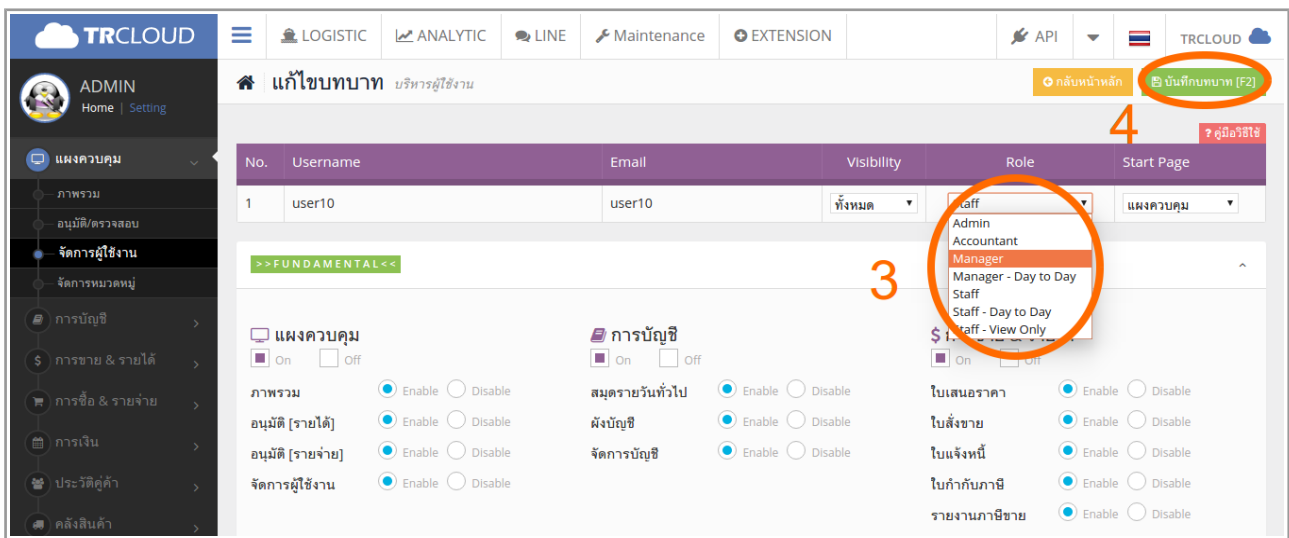 TRCLOUD
LOGISTIC ANALYTIC LINE Maintenance EXTENSION API TRCLOUD
ADMIN
Home | Setting
แก้ไขบทบาท บริหารผู้ใช้งาน
กลับหน้าหลัก บันทึกบทบาท [F2]
4
? คู่มือวิธีใช้
แผงควบคุม
ภาพรวม
อนุมัติ/ตรวจสอบ
จัดการผู้ใช้งาน
จัดการหมวดหมู่
การบัญชี
การขาย & รายได้
การซื้อ & รายจ่าย
การเงิน
ประวัติคู่ค้า
คลังสินค้า
No. Username Email Visibility Role Start Page
1 user10 user10 ทั้งหมด Staff แผงควบคุม
Admin
Accountant
Manager
Manager - Day to Day
Staff
Staff - Day to Day
Staff - View Only
3
>>FUNDAMENTAL<<
แผงควบคุม
On Off
ภาพรวม Enable Disable
อนุมัติ [รายได้] Enable Disable
อนุมัติ [รายจ่าย] Enable Disable
จัดการผู้ใช้งาน Enable Disable
การบัญชี
On Off
สมุดรายวันทั่วไป Enable Disable
ผังบัญชี Enable Disable
จัดการบัญชี Enable Disable
$
On Off
ใบเสนอราคา Enable Disable
ใบสั่งขาย Enable Disable
ใบแจ้งหนี้ Enable Disable
ใบกำกับภาษี Enable Disable
รายงานภาษีขาย Enable Disable